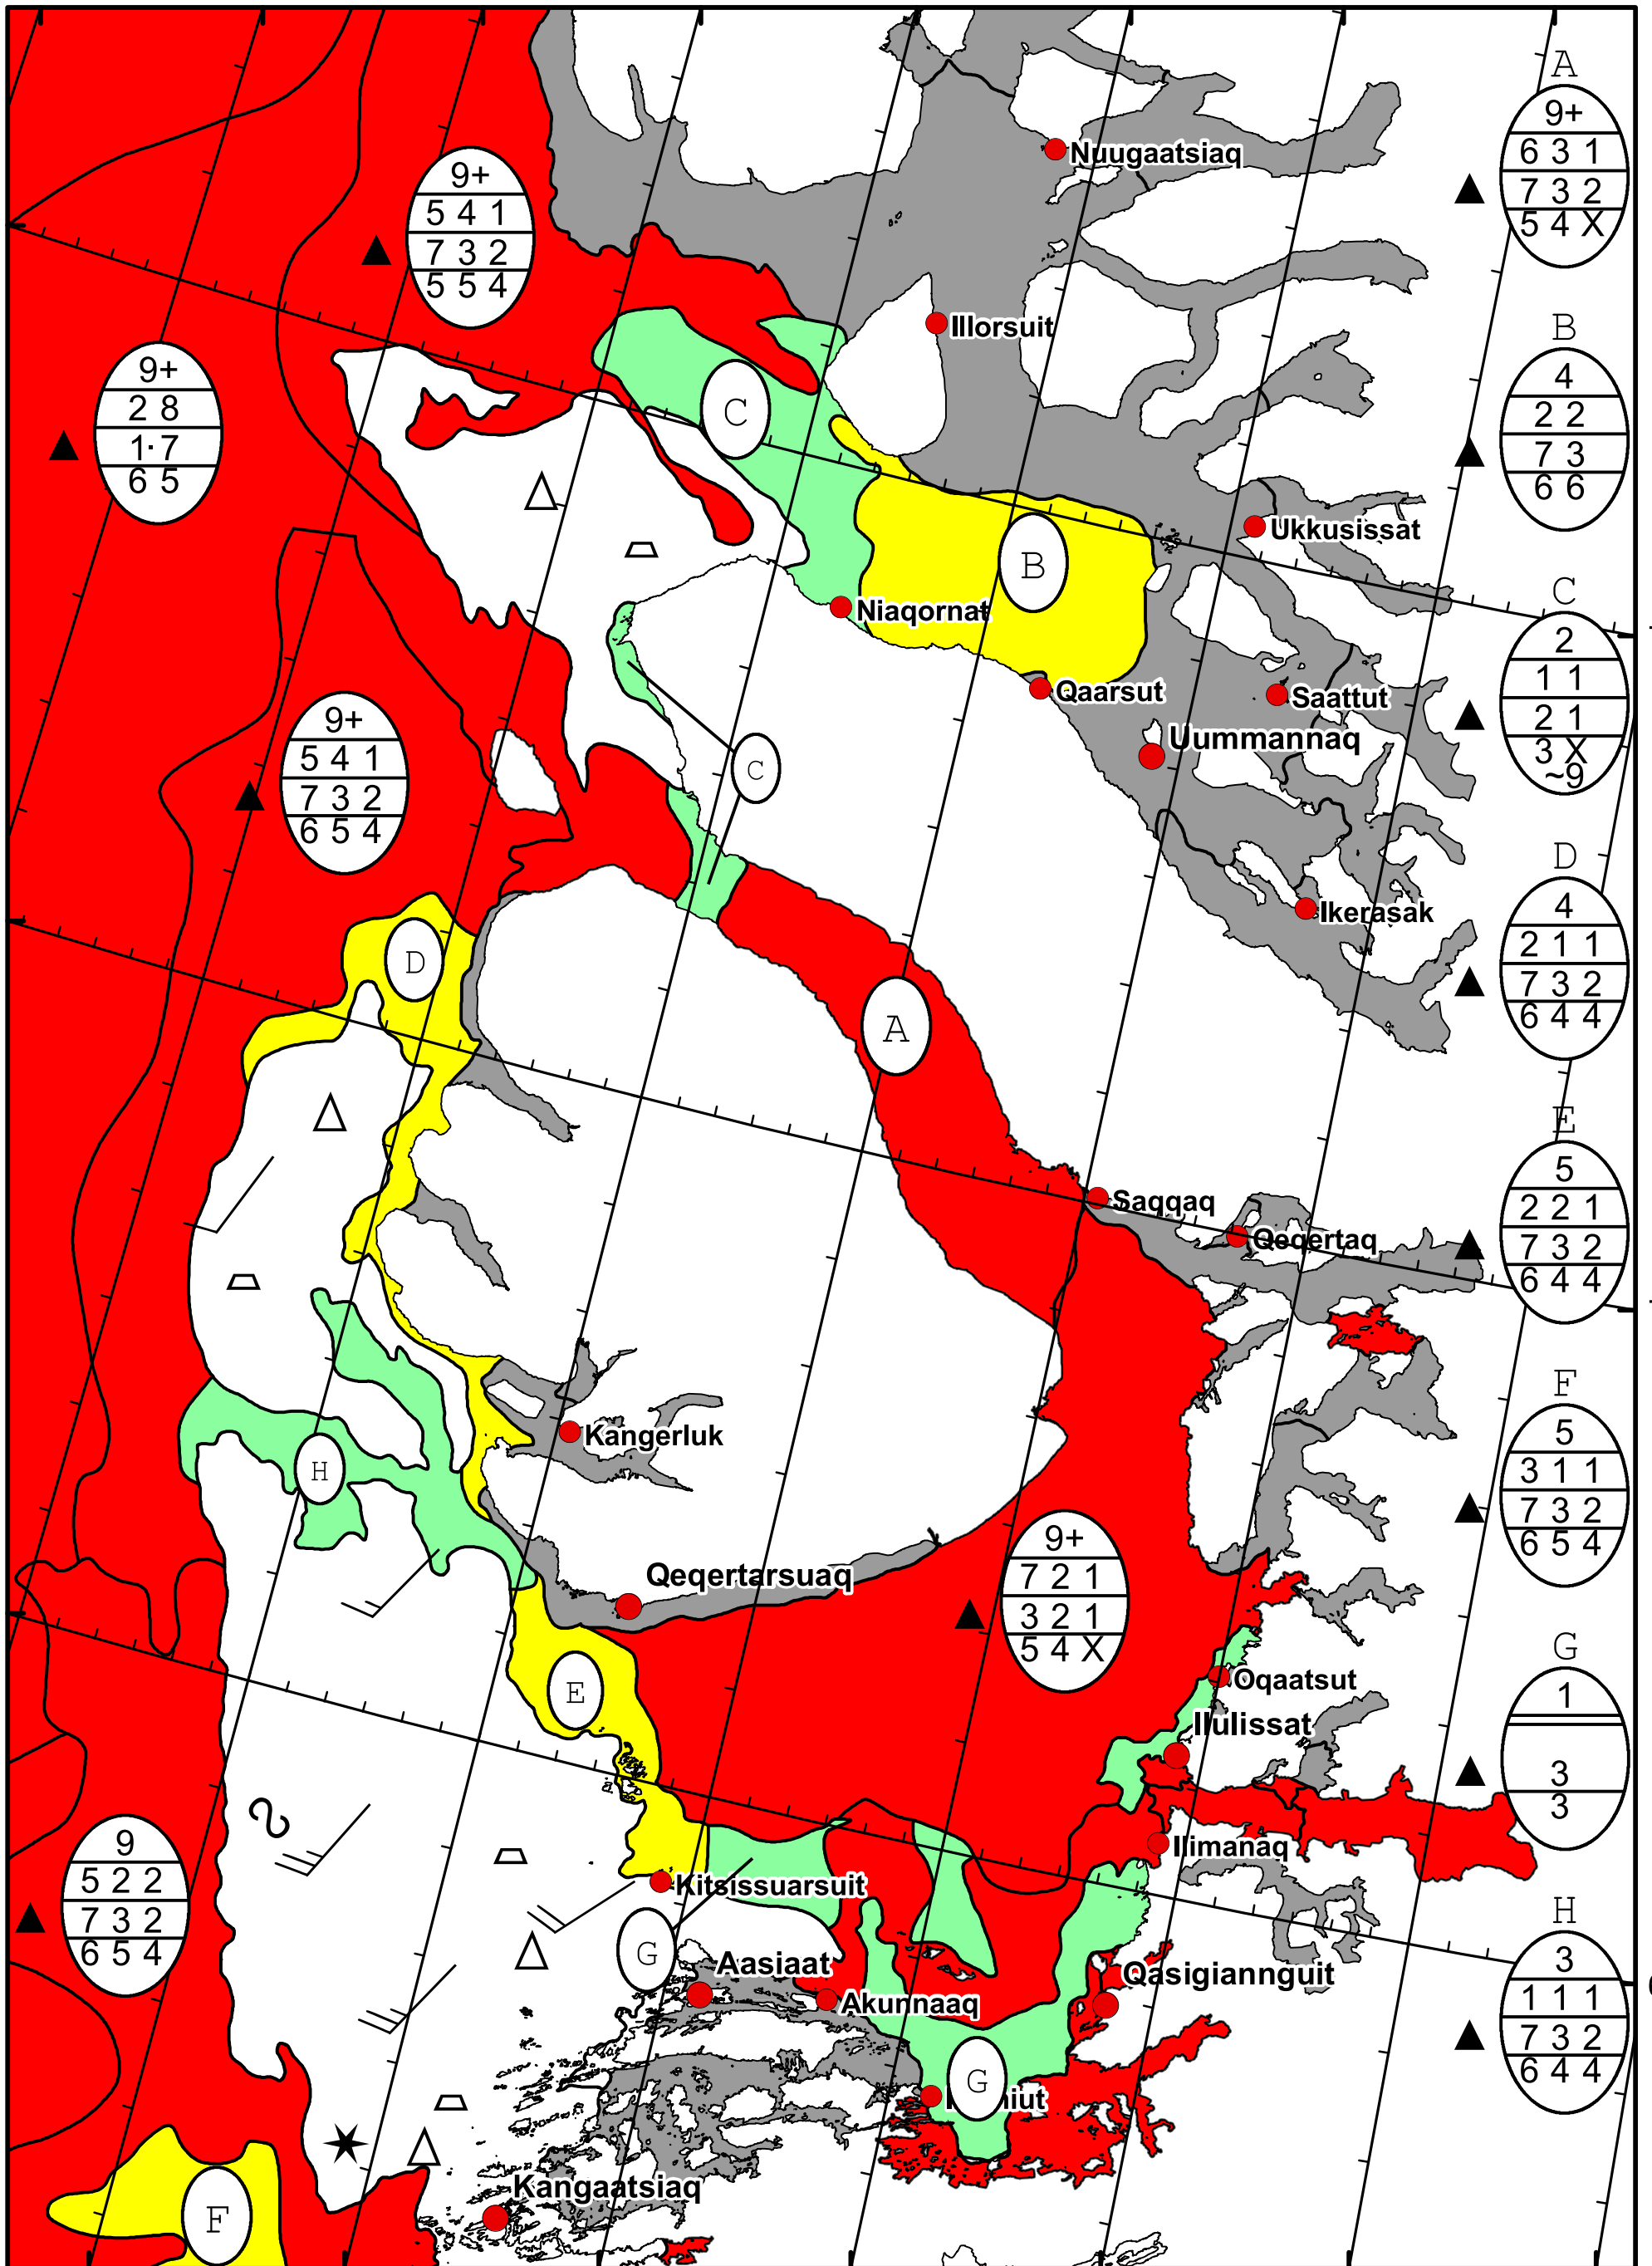 A
9+
6 3 1
7 3 2
5 4 X
Nuugaatsiaq
9+
5 4 1
7 3 2
5 5 4
Illorsuit
9+
2 8
1· 7
6 5
B
4
2 2
7 3
6 6
C
Ukkusissat
B
Niaqornat
C
2
1 1
2 1
3 X
~9
Qaarsut
Saattut
Uummannaq
9+
5 4 1
7 3 2
6 5 4
C
D
4
2 1 1
7 3 2
6 4 4
Ikerasak
D
A
E
5
2 2 1
7 3 2
6 4 4
Saqqaq
Qeqertaq
F
5
3 1 1
7 3 2
6 5 4
Kangerluk
H
9+
7 2 1
3 2 1
5 4 X
Qeqertarsuaq
E
Oqaatsut
G
1
3
3
Ilulissat
9
5 2 2
7 3 2
6 5 4
Ilimanaq
Kitsissuarsuit
G
H
3
1 1 1
7 3 2
6 4 4
Aasiaat
Qasigiannguit
Akunnaaq
G
Kangaatsiaq
F